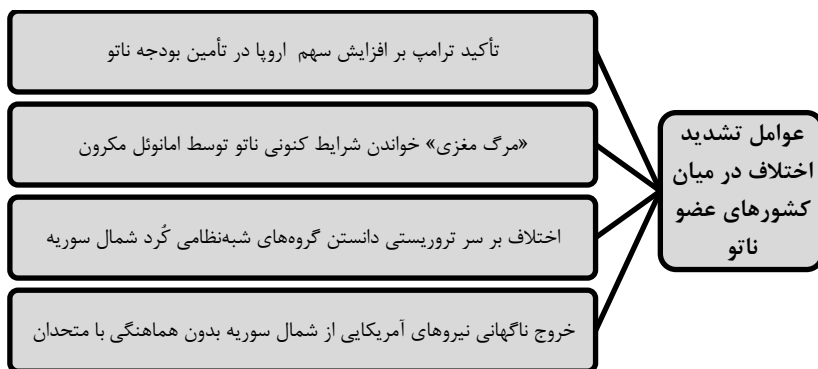 عوامل تشدید
اختلاف در میان
کشورهای عضو
ناتو
تأکید ترامپ بر افزایش سهم اروپا در تأمین بودجه ناتو
«مرگ مغزی» خواندن شرایط کنونی ناتو توسط امانوئل مکرون
اختلاف بر سر تروریستی دانستن گروه‌های شبه‌نظامی کُرد شمال سوریه
خروج ناگهانی نیروهای آمریکایی از شمال سوریه بدون هماهنگی با متحدان